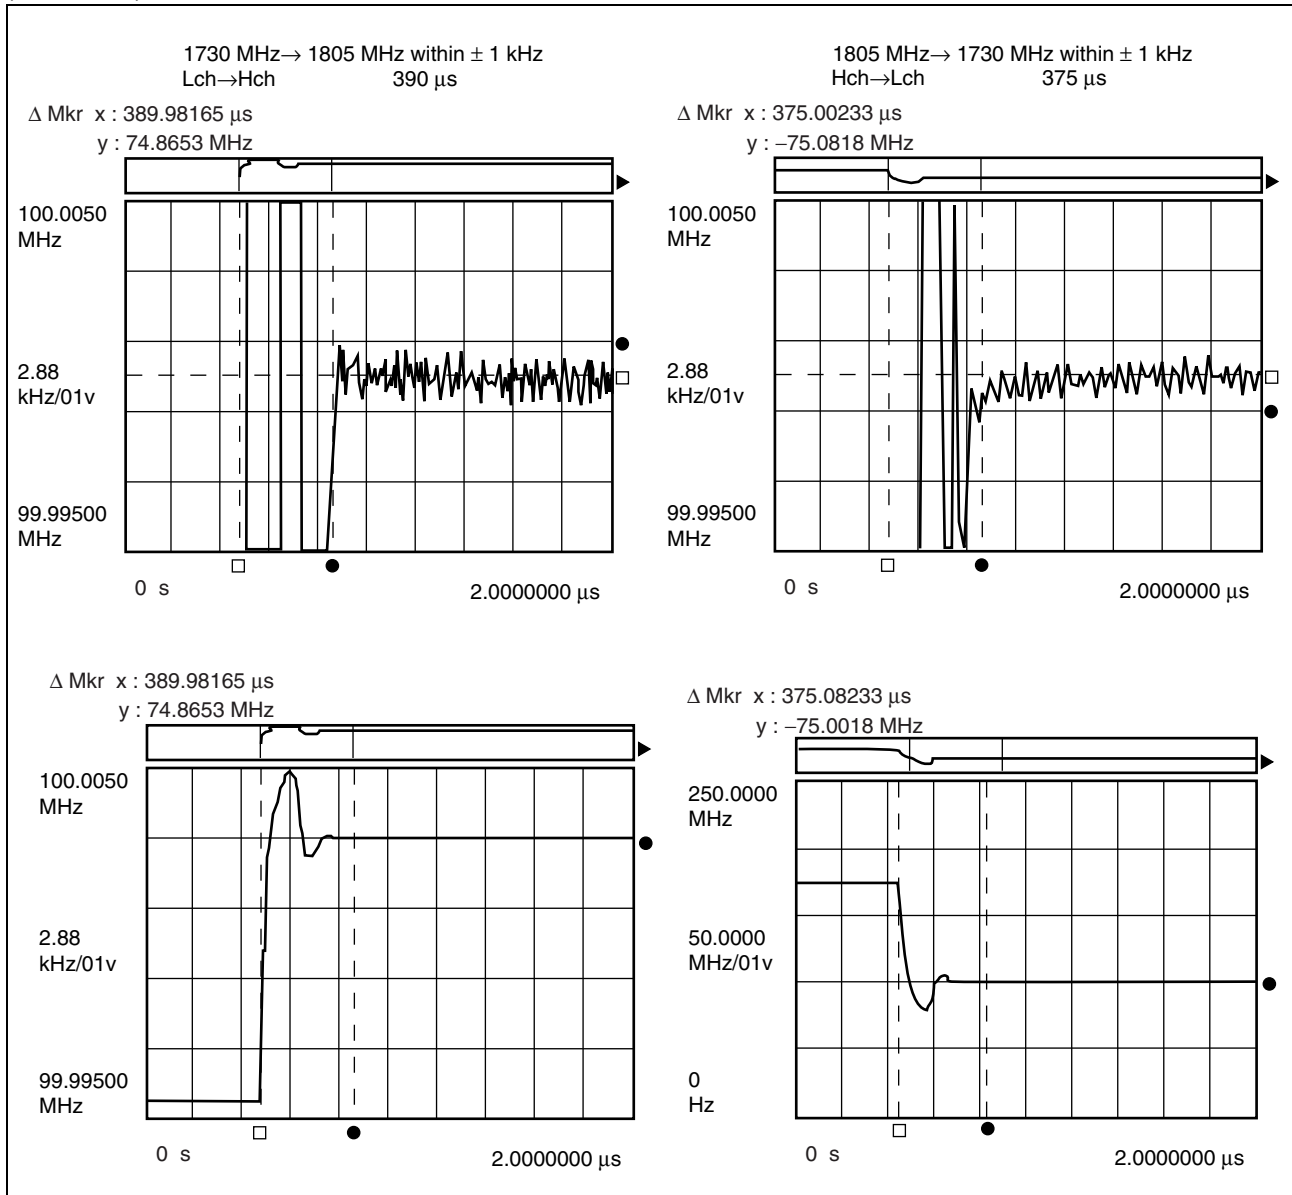 1730 MHz→ 1805 MHz within ± 1 kHz
Lch→Hch 390 μs
Δ Mkr x : 389.98165 μs
y : 74.8653 MHz
100.0050
MHz
2.88
kHz/01v
99.99500
MHz
0 s
2.0000000 μs
1805 MHz→ 1730 MHz within ± 1 kHz
Hch→Lch 375 μs
Δ Mkr x : 375.00233 μs
y : −75.0818 MHz
100.0050
MHz
2.88
kHz/01v
99.99500
MHz
0 s
2.0000000 μs
Δ Mkr x : 389.98165 μs
y : 74.8653 MHz
100.0050
MHz
2.88
kHz/01v
99.99500
MHz
0 s
2.0000000 μs
Δ Mkr x : 375.08233 μs
y : −75.0018 MHz
250.0000
MHz
50.0000
MHz/01v
0
Hz
0 s
2.0000000 μs